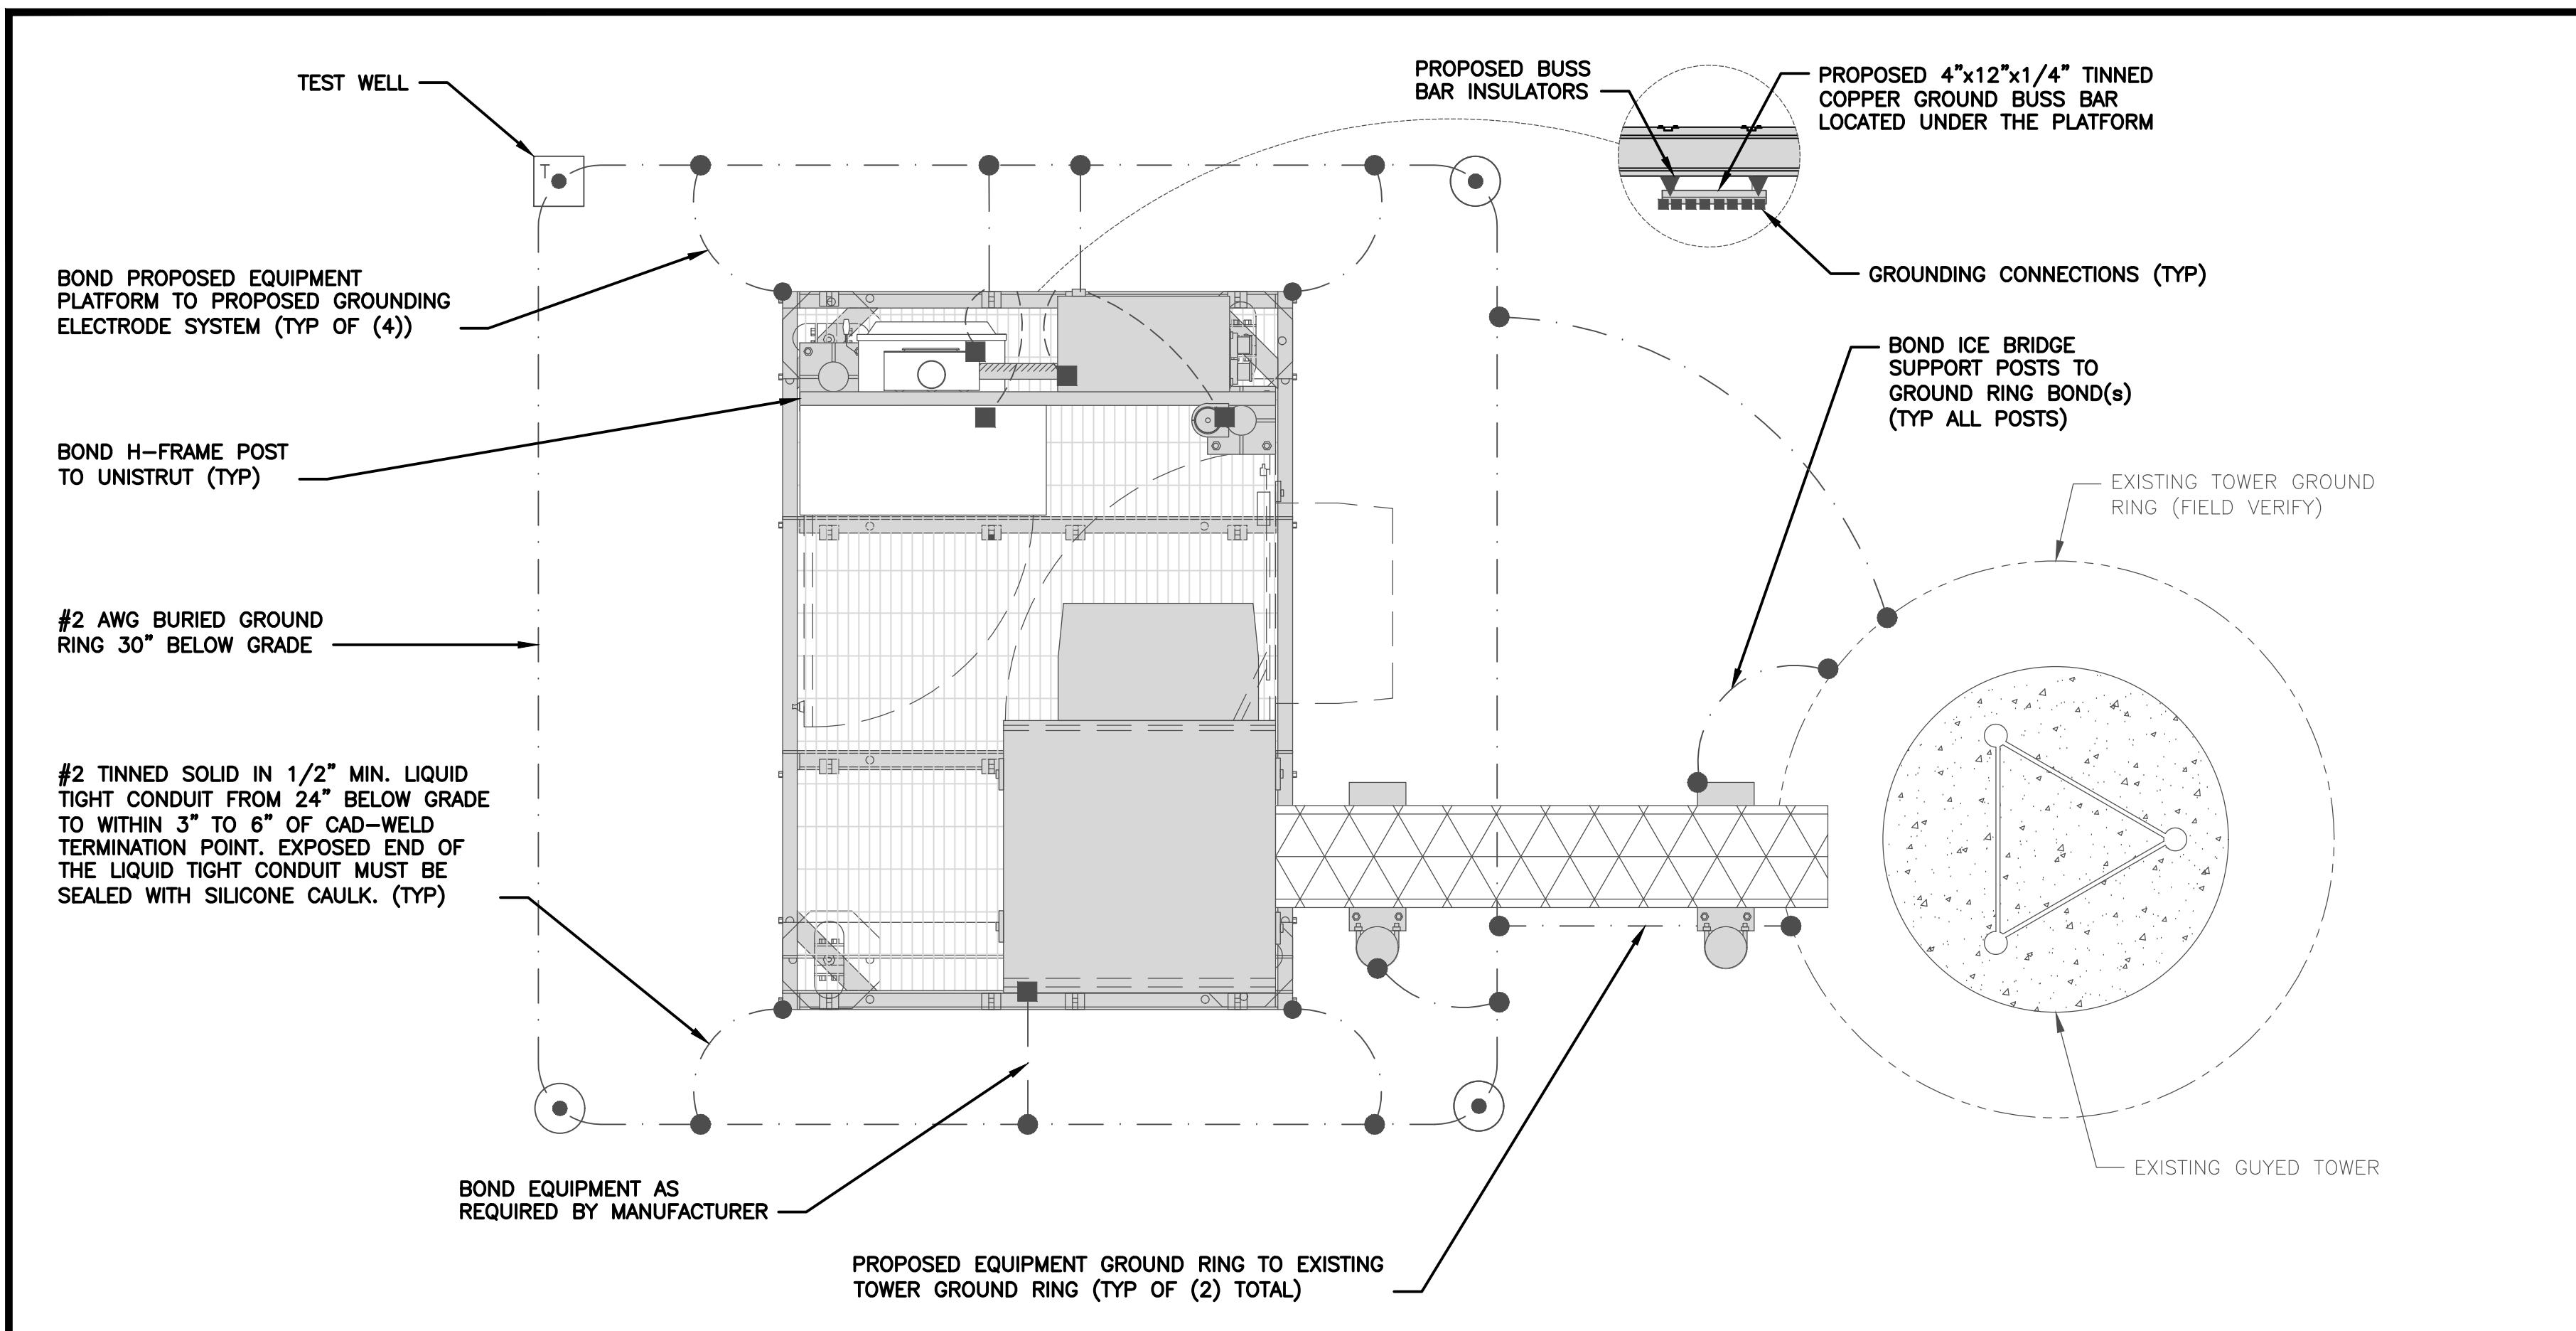 TEST WELL
PROPOSED BUSS
BAR INSULATORS
PROPOSED 4"x12"x1/4" TINNED
COPPER GROUND BUSS BAR
LOCATED UNDER THE PLATFORM
T
GROUNDING CONNECTIONS (TYP)
BOND PROPOSED EQUIPMENT
PLATFORM TO PROPOSED GROUNDING
ELECTRODE SYSTEM (TYP OF (4))
BOND ICE BRIDGE
SUPPORT POSTS TO
GROUND RING BOND(s)
(TYP ALL POSTS)
BOND H-FRAME POST
TO UNISTRUT (TYP)
EXISTING TOWER GROUND
RING (FIELD VERIFY)
#2 AWG BURIED GROUND
RING 30" BELOW GRADE
#2 TINNED SOLID IN 1/2" MIN. LIQUID
TIGHT CONDUIT FROM 24" BELOW GRADE
TO WITHIN 3" TO 6" OF CAD-WELD
TERMINATION POINT. EXPOSED END OF
THE LIQUID TIGHT CONDUIT MUST BE
SEALED WITH SILICONE CAULK. (TYP)
EXISTING GUYED TOWER
BOND EQUIPMENT AS
REQUIRED BY MANUFACTURER
PROPOSED EQUIPMENT GROUND RING TO EXISTING
TOWER GROUND RING (TYP OF (2) TOTAL)